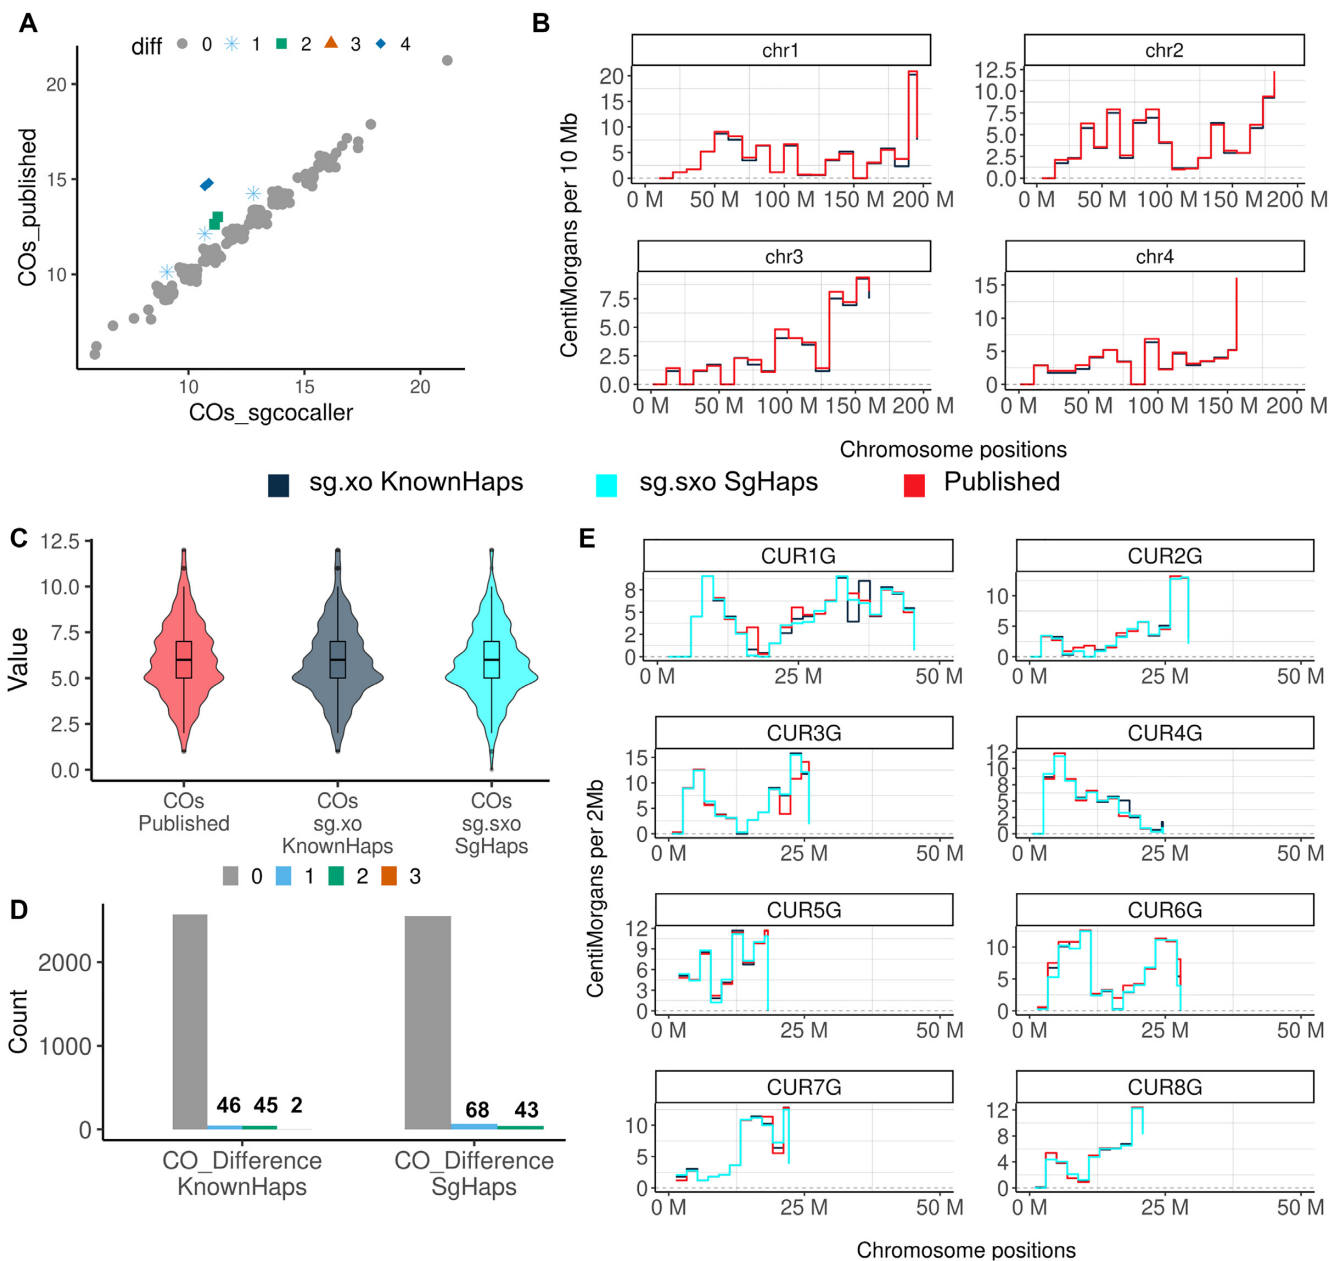 A
diff 0 1 2 3 4
COs_published
20
15
10
10 15 20
COs_sgcocaller
B
CentiMorgans per 10 Mb
chr1
20
15
10
5
0
0 M 50 M 100 M 150 M 200 M
chr2
12.5
10.0
7.5
5.0
2.5
0.0
0 M 50 M 100 M 150 M 200 M
chr3
7.5
5.0
2.5
0.0
0 M 50 M 100 M 150 M 200 M
chr4
15
10
5
0
0 M 50 M 100 M 150 M 200 M
Chromosome positions
sg.xo KnownHaps sg.sxo SgHaps Published
C
Value
12.5
10.0
7.5
5.0
2.5
0.0
COs
Published
COs
sg.xo
KnownHaps
COs
sg.sxo
SgHaps
0 1 2 3
D
Count
2000
1000
0
46 45 2
68 43
CO_Difference
KnownHaps
CO_Difference
SgHaps
E
CentiMorgans per 2Mb
CUR1G
8
5
2
0
0 M 25 M 50 M
CUR2G
10
5
0
0 M 25 M 50 M
CUR3G
15
10
5
0
0 M 25 M 50 M
CUR4G
12
10
8
5
2
0
0 M 25 M 50 M
CUR5G
12
9
6
3
0
0 M 25 M 50 M
CUR6G
10
5
0
0 M 25 M 50 M
CUR7G
10
5
0
0 M 25 M 50 M
CUR8G
12
8
4
0
0 M 25 M 50 M
Chromosome positions